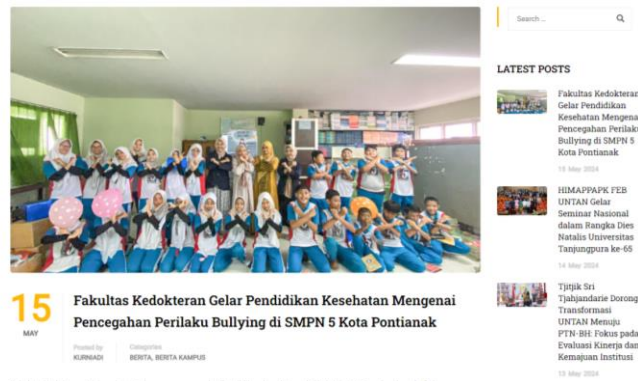 Search ...
LATEST POSTS
Fakultas Kedokteran
Gelar Pendidikan
Kesehatan Mengenai
Pencegahan Perilaku
Bullying di SMPN 5
Kota Pontianak
15 May 2024
HIMAPPAPK FEB
UNTAN Gelar
Seminar Nasional
dalam Rangka Dies
Natalis Universitas
Tanjungpura ke-65
14 May 2024
Tjitjik Sri
Tjahjandarie Dorong
Transformasi
UNTAN Menuju
PTN-BH: Fokus pada
Evaluasi Kinerja dan
Kemajuan Institusi
13 May 2024
15
MAY
Fakultas Kedokteran Gelar Pendidikan Kesehatan Mengenai
Pencegahan Perilaku Bullying di SMPN 5 Kota Pontianak
Posted by
KURNIADI
Categories
BERITA, BERITA KAMPUS